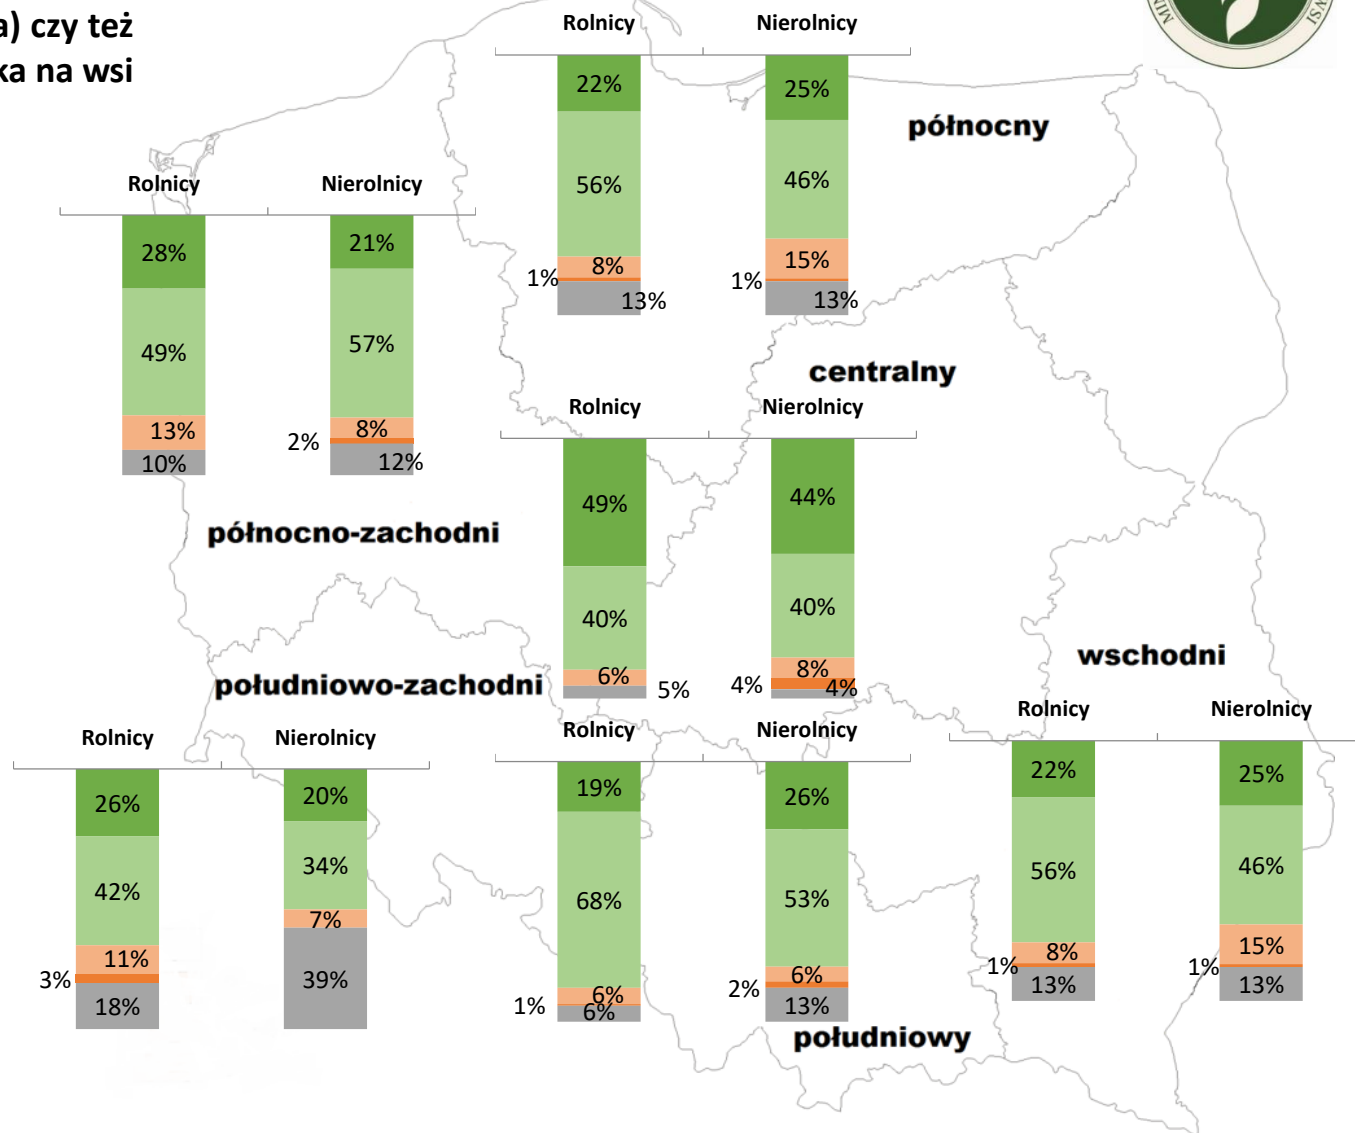 a) czy też
ka na wsi
MIN
WSI
Rolnicy Nierolnicy
22% 25%
północny
56% 46%
8% 15%
1% 1%
13% 13%
Rolnicy Nierolnicy
28% 21%
49% 57%
13% 8%
2%
10% 12%
północno-zachodni
centralny
Rolnicy Nierolnicy
49% 44%
40% 40%
6% 8%
5% 4% 4%
południowo-zachodni
Rolnicy Nierolnicy
26% 20%
42% 34%
11% 7%
3%
18% 39%
Rolnicy Nierolnicy
19% 26%
68% 53%
6% 6%
1% 2%
6% 13%
południowy
wschodni
Rolnicy Nierolnicy
22% 25%
56% 46%
8% 15%
1% 1%
13% 13%